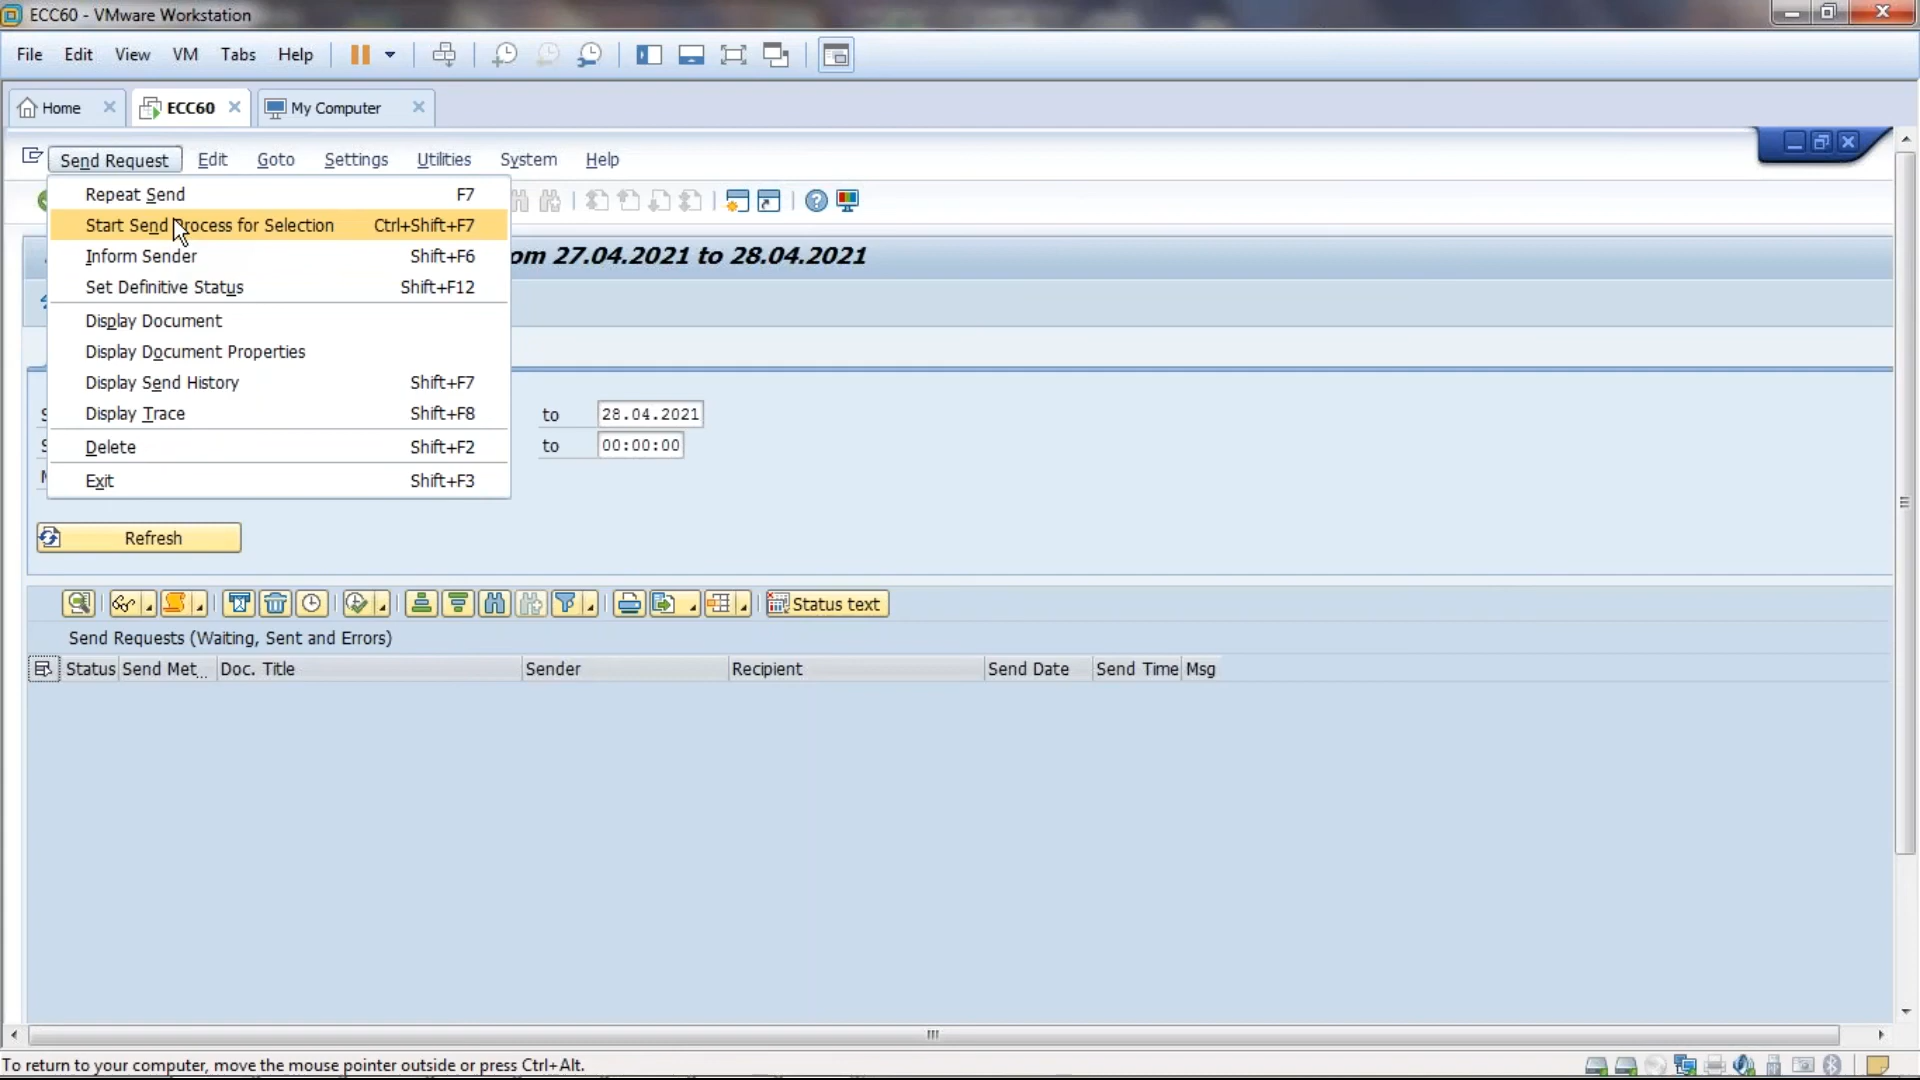 ECC60 - VMware Workstation
File Edit View VM Tabs Help
Home ECC60 My Computer
Send Request Edit Goto Settings Utilities System Help
Repeat Send F7
Start Send Process for Selection Ctrl+Shift+F7
Inform Sender Shift+F6
om 27.04.2021 to 28.04.2021
Set Definitive Status Shift+F12
Display Document
Display Document Properties
Display Send History Shift+F7
Display Trace Shift+F8
to 28.04.2021
Delete Shift+F2
to 00:00:00
Exit Shift+F3
Refresh
Status text
Send Requests (Waiting, Sent and Errors)
Status Send Met... Doc. Title Sender Recipient Send Date Send Time Msg
To return to your computer, move the mouse pointer outside or press Ctrl+Alt.